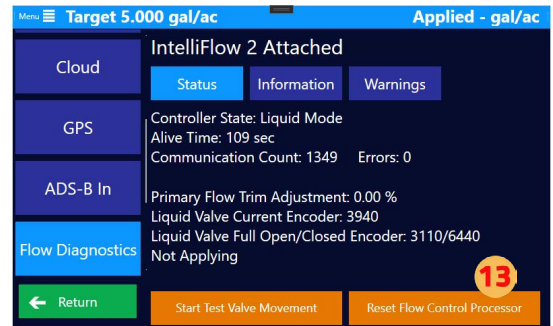 Menu Target 5.000 gal/ac Applied - gal/ac
IntelliFlow 2 Attached
Cloud
Status Information Warnings
Controller State: Liquid Mode
GPS
Alive Time: 109 sec
Communication Count: 1349 Errors: 0
ADS-B In
Primary Flow Trim Adjustment: 0.00 %
Liquid Valve Current Encoder: 3940
Flow Diagnostics
Liquid Valve Full Open/Closed Encoder: 3110/6440
Not Applying
13
Return
Start Test Valve Movement Reset Flow Control Processor